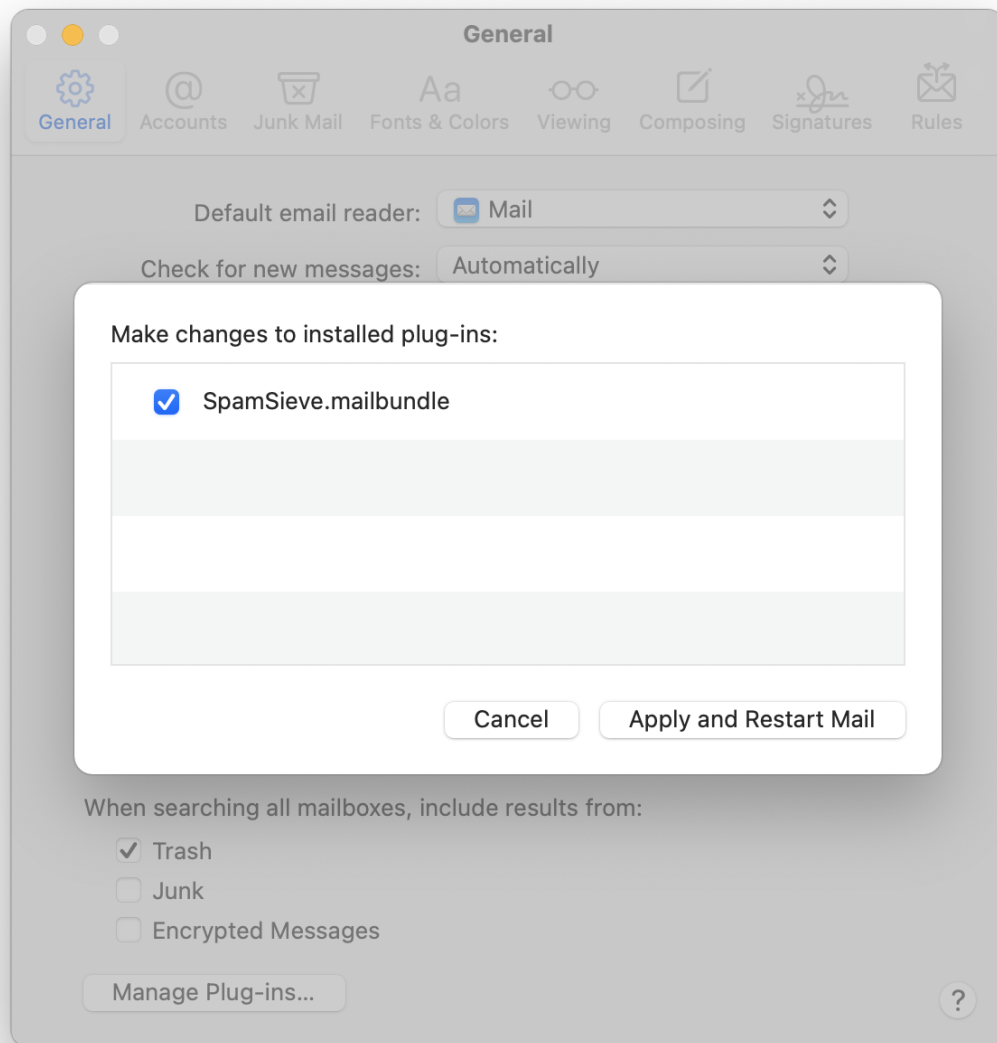 General
General Accounts Junk Mail Fonts & Colors Viewing Composing Signatures Rules
Default email reader: Mail
Check for new messages: Automatically
Make changes to installed plug-ins:
SpamSieve.mailbundle
Cancel Apply and Restart Mail
When searching all mailboxes, include results from:
Trash
Junk
Encrypted Messages
Manage Plug-ins...
?